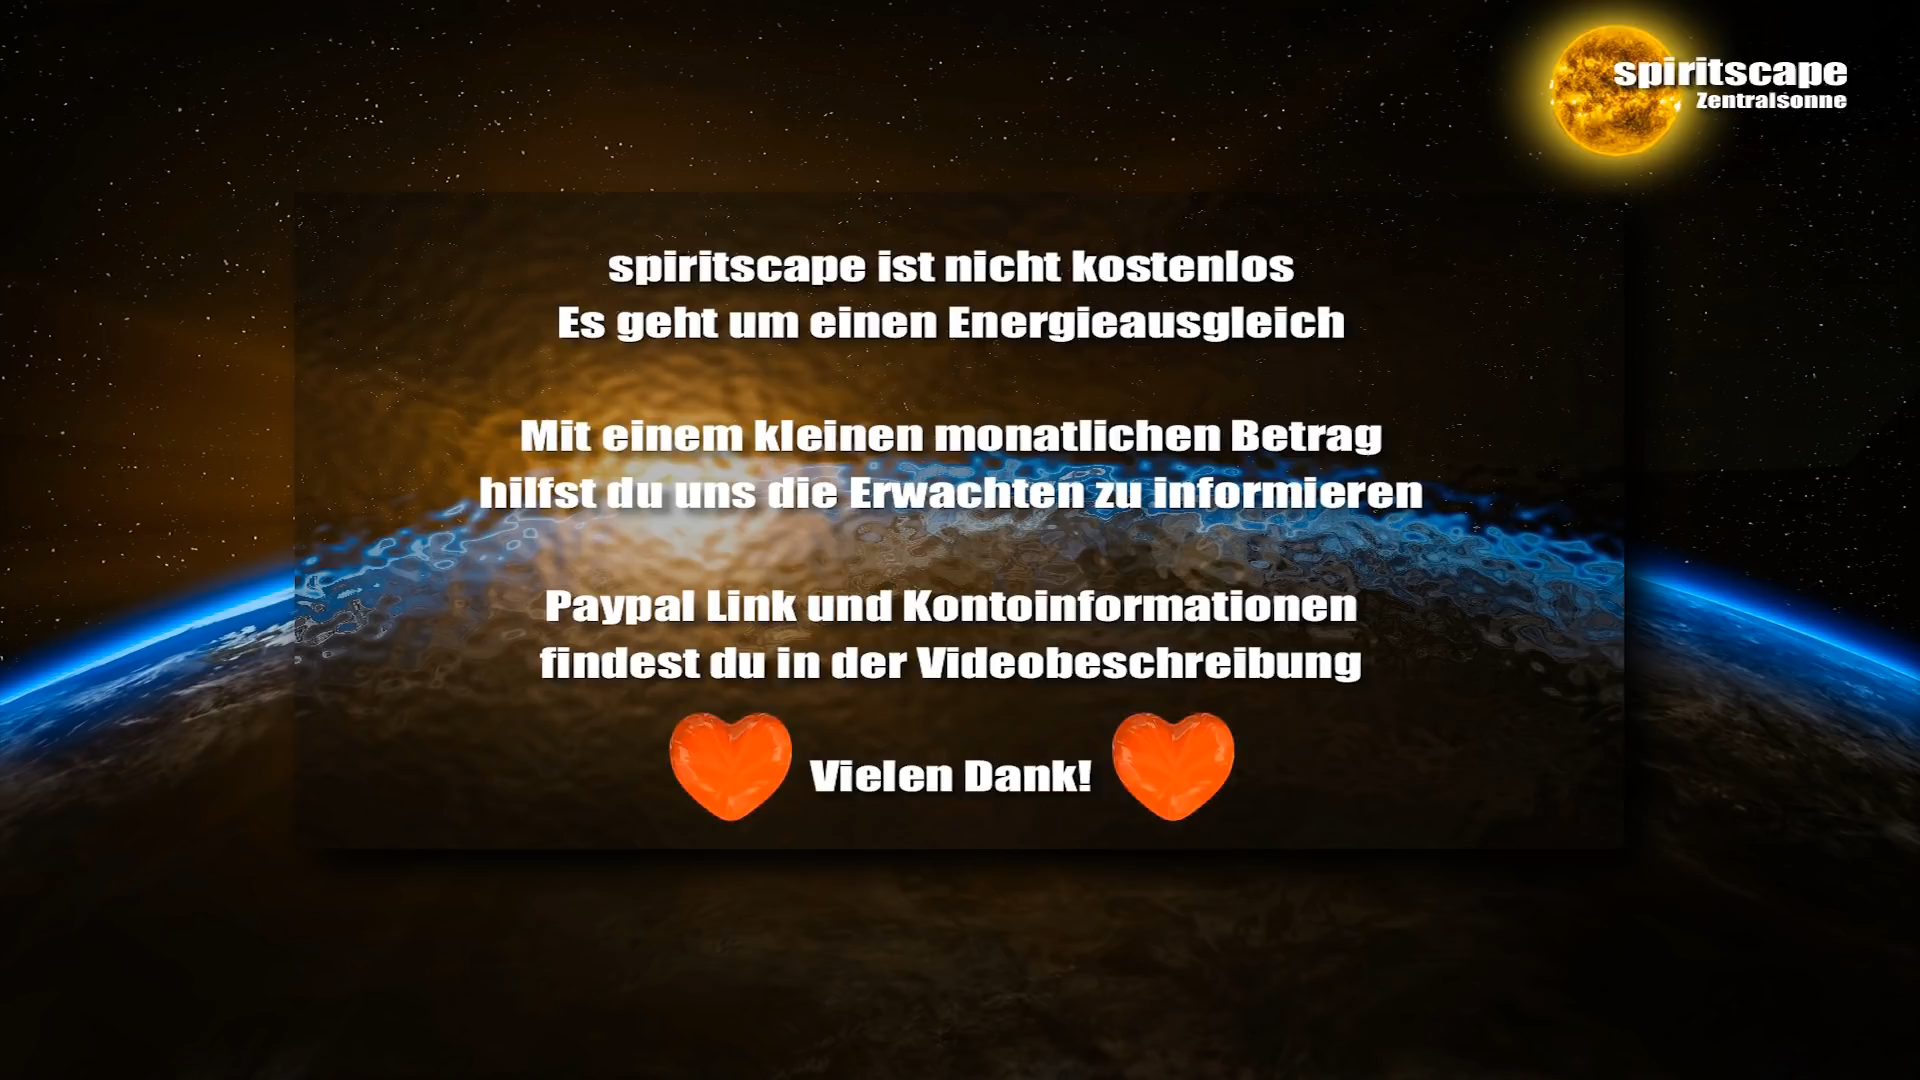 spiritscape
Zentralsonne
spiritscape ist nicht kostenlos
Es geht um einen Energieausgleich
Mit einem kleinen monatlichen Betrag
hilfst du uns die Erwachten zu informieren
Paypal Link und Kontoinformationen
findest du in der Videobeschreibung
Vielen Dank!